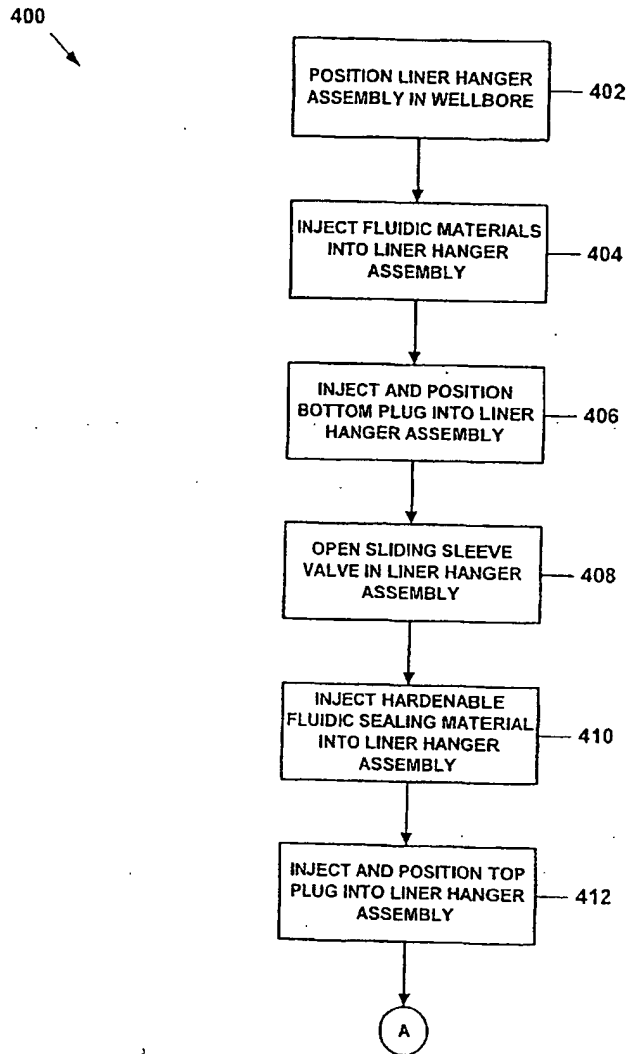 400
POSITION LINER HANGER
ASSEMBLY IN WELLBORE
402
INJECT FLUIDIC MATERIALS
INTO LINER HANGER
ASSEMBLY
404
INJECT AND POSITION
BOTTOM PLUG INTO LINER
HANGER ASSEMBLY
406
OPEN SLIDING SLEEVE
VALVE IN LINER HANGER
ASSEMBLY
408
INJECT HARDENABLE
FLUIDIC SEALING MATERIAL
INTO LINER HANGER
ASSEMBLY
410
INJECT AND POSITION TOP
PLUG INTO LINER HANGER
ASSEMBLY
412
A